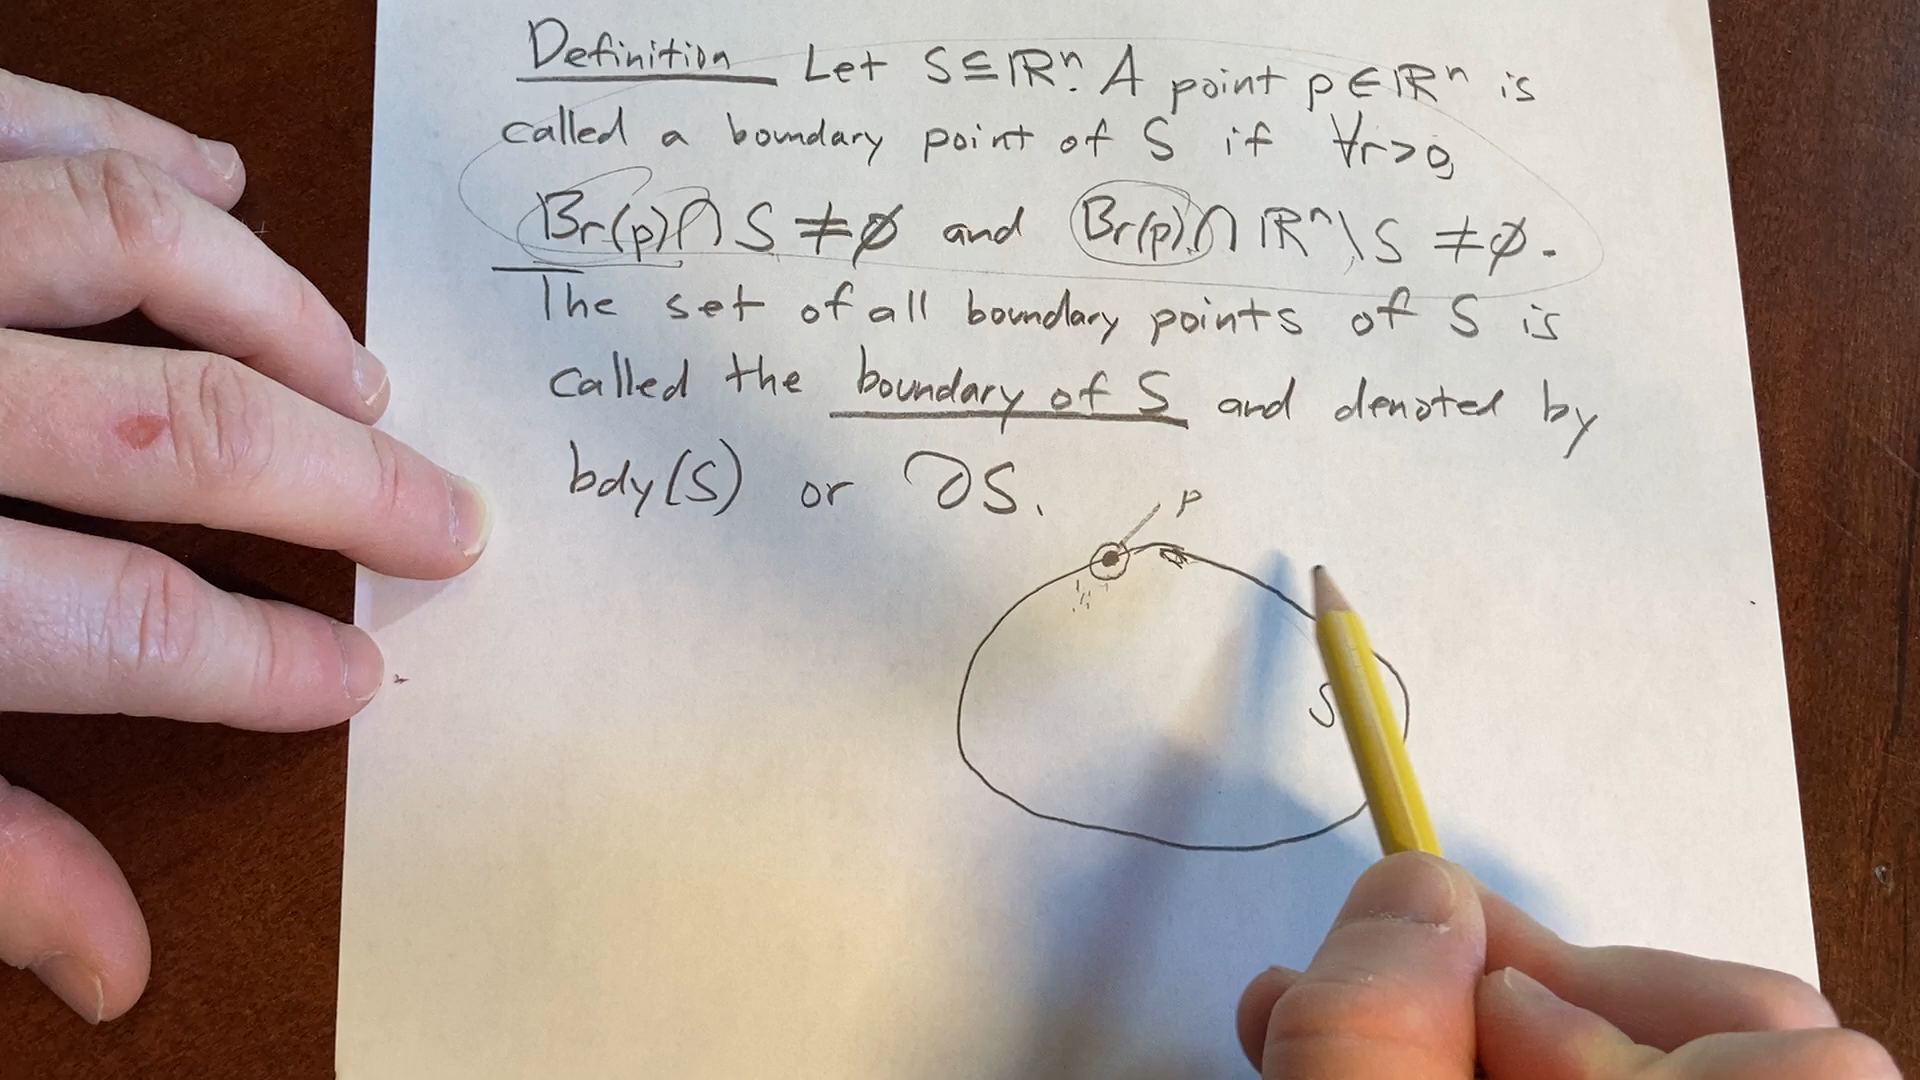 Definition Let S⊆ℝⁿ. A point p∈ℝⁿ is
called a boundary point of S if ∀r>0,
Br(p)∩S≠∅ and Br(p)∩ℝⁿ\S≠∅.
The set of all boundary points of S is
called the boundary of S and denoted by
bdy(S) or ∂S.
p
S